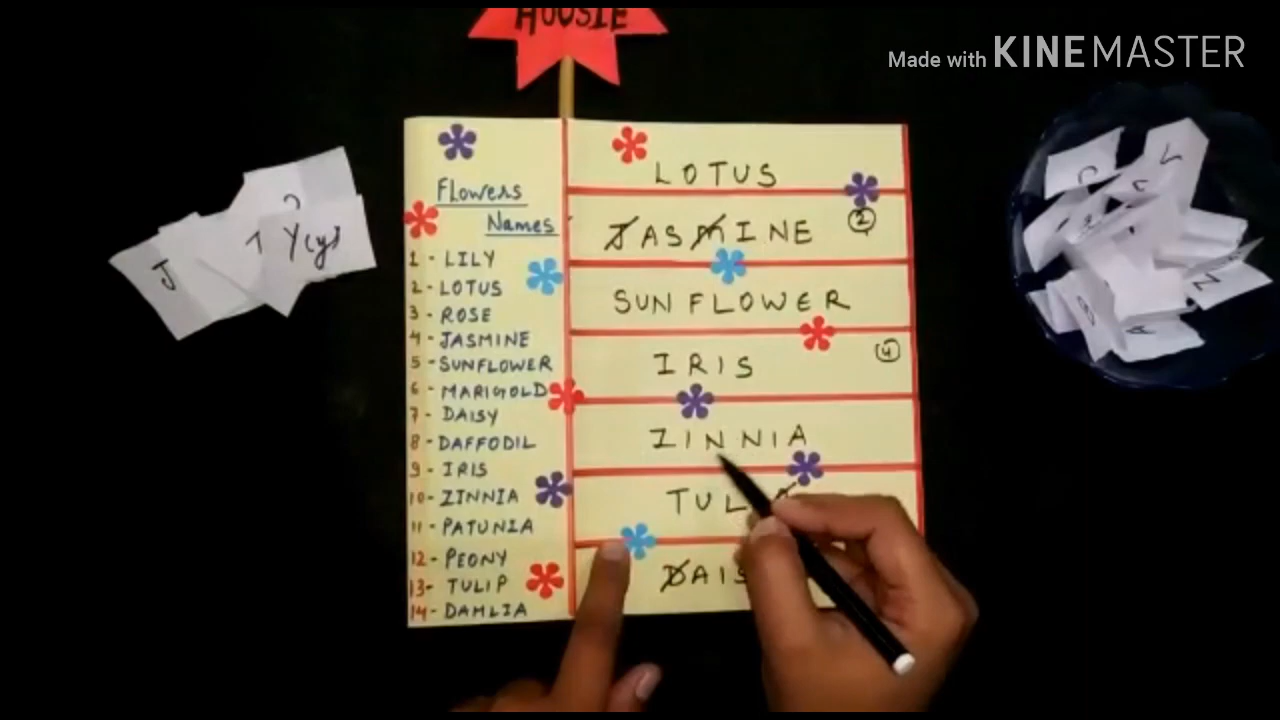 HOUSIE
Made with KINEMASTER
Flowers
Names
1 - LILY
2 - LOTUS
3 - ROSE
4 - JASMINE
5 - SUNFLOWER
6 - MARIGOLD
7 - DAISY
8 - DAFFODIL
9 - IRIS
10 - ZINNIA
11 - PATUNIA
12 - PEONY
13 - TULIP
14 - DAHLIA
LOTUS
JASMINE 2
SUNFLOWER
IRIS 4
ZINNIA
TUL
DAIS
J
Y(y)